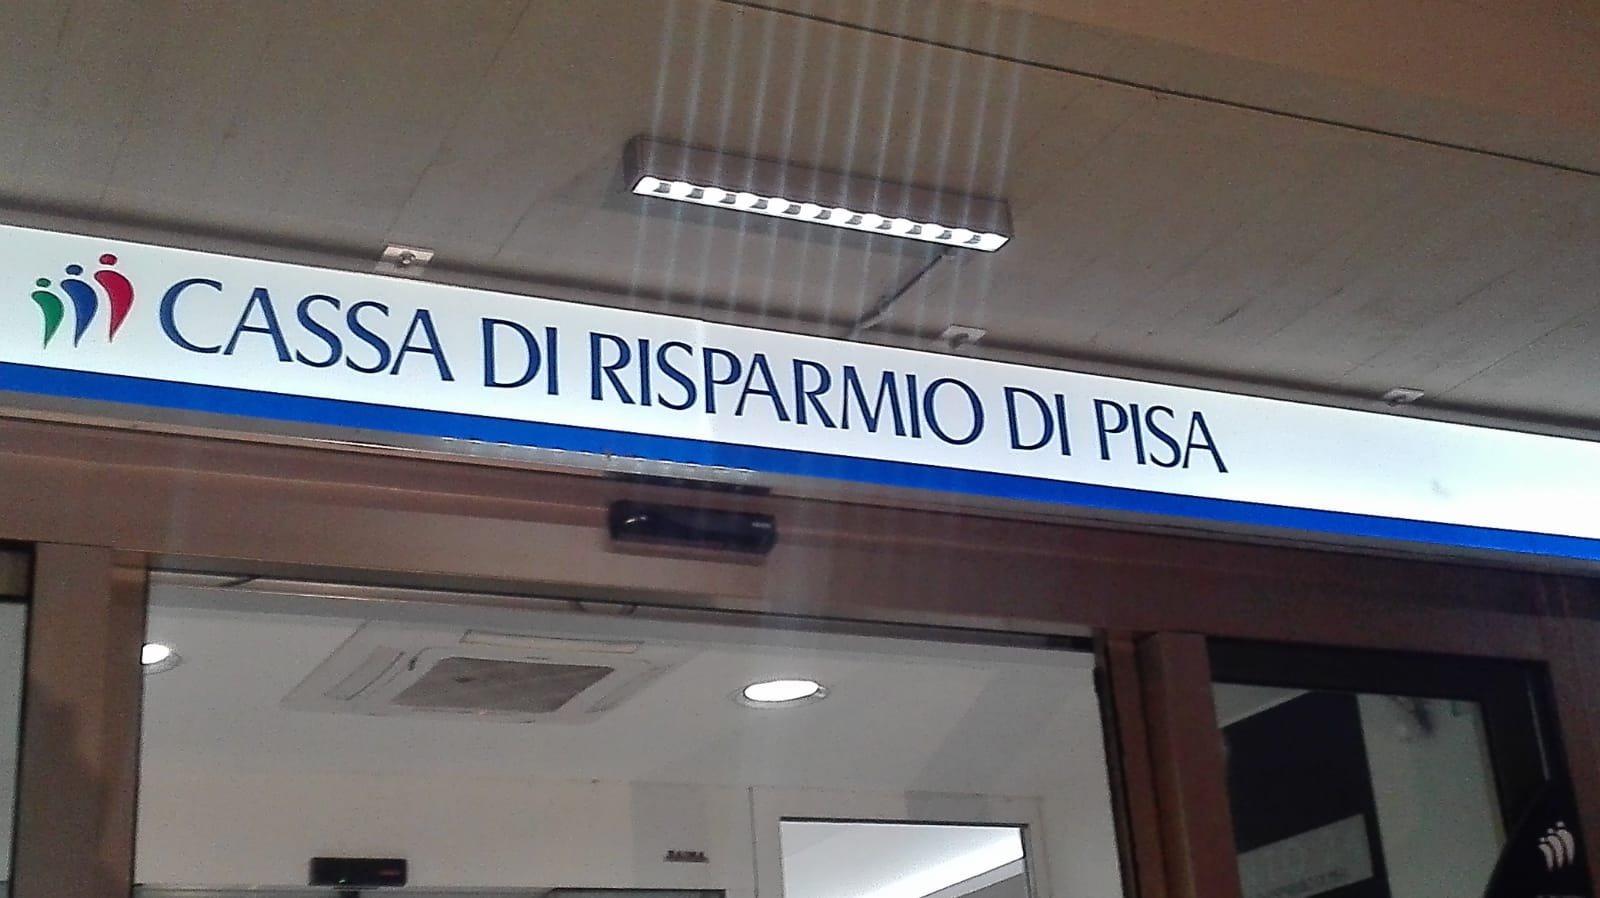 CASSA DI RISPARMIO DI PISA